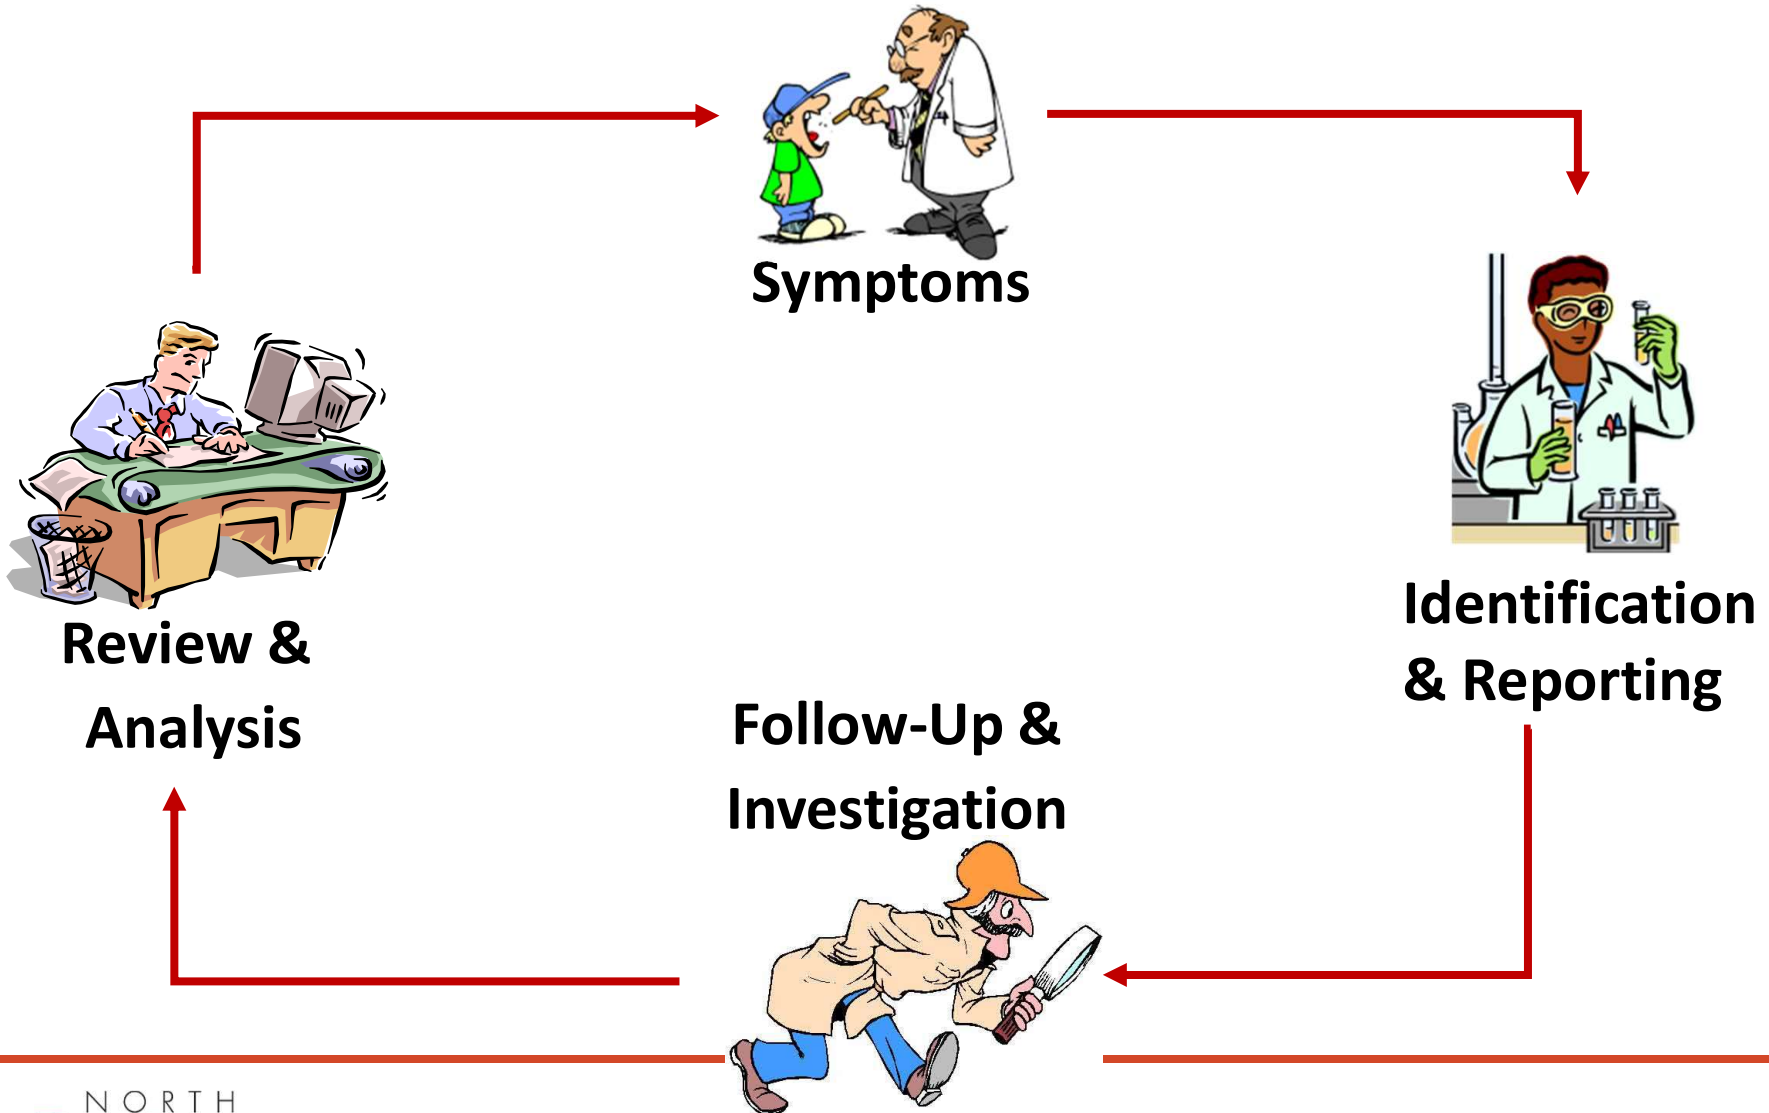 Symptoms
Identification
& Reporting
Review &
Analysis
Follow-Up &
Investigation
NORTH